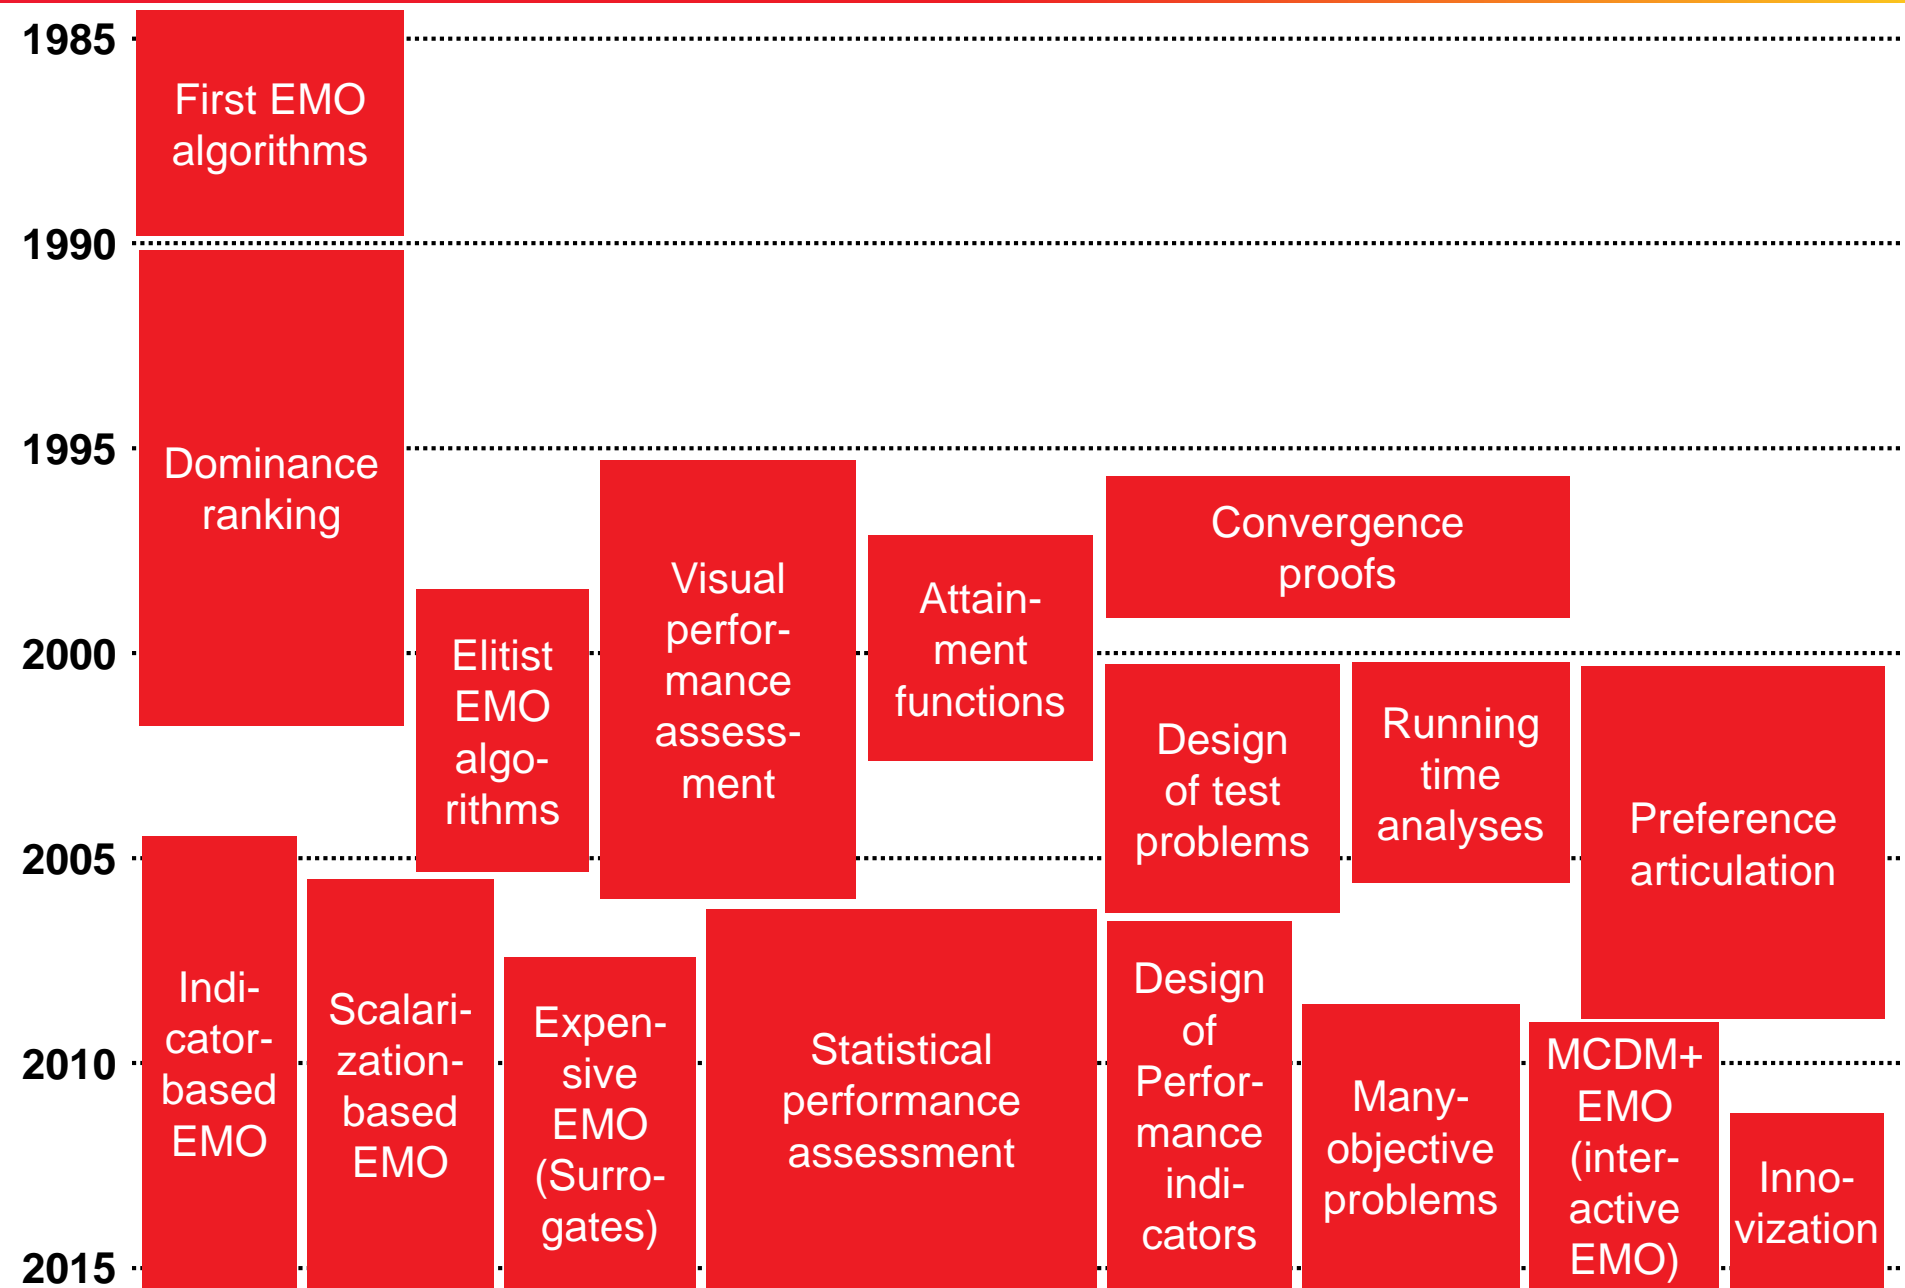 1985
First EMO
algorithms
1990
1995
Dominance
ranking
Convergence
proofs
Visual
perfor-
mance
assess-
ment
Attain-
ment
functions
2000
Elitist
EMO
algo-
rithms
Design
of test
problems
Running
time
analyses
Preference
articulation
2005
Indi-
cator-
based
EMO
Scalari-
zation-
based
EMO
Expen-
sive
EMO
(Surro-
gates)
Statistical
performance
assessment
Design
of
Perfor-
mance
indi-
cators
Many-
objective
problems
MCDM+
EMO
(inter-
active
EMO)
Inno-
vization
2010
2015